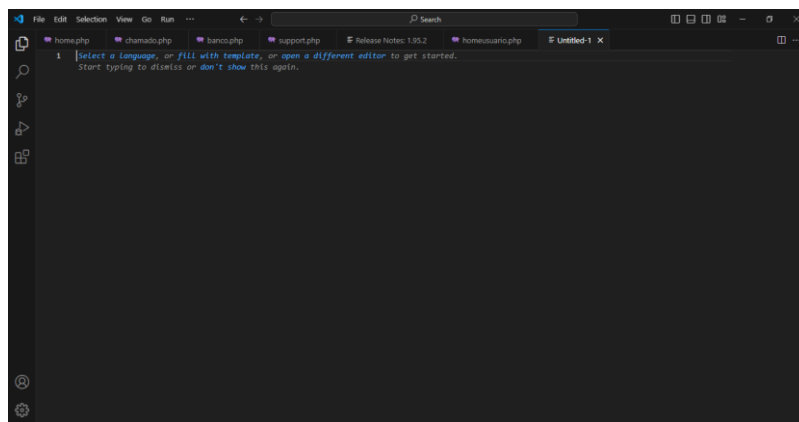 File Edit Selection View Go Run ··· Search
home.php chamado.php banco.php support.php Release Notes: 1.95.2 homeusuario.php Untitled-1
1 Select a language, or fill with template, or open a different editor to get started.
Start typing to dismiss or don't show this again.